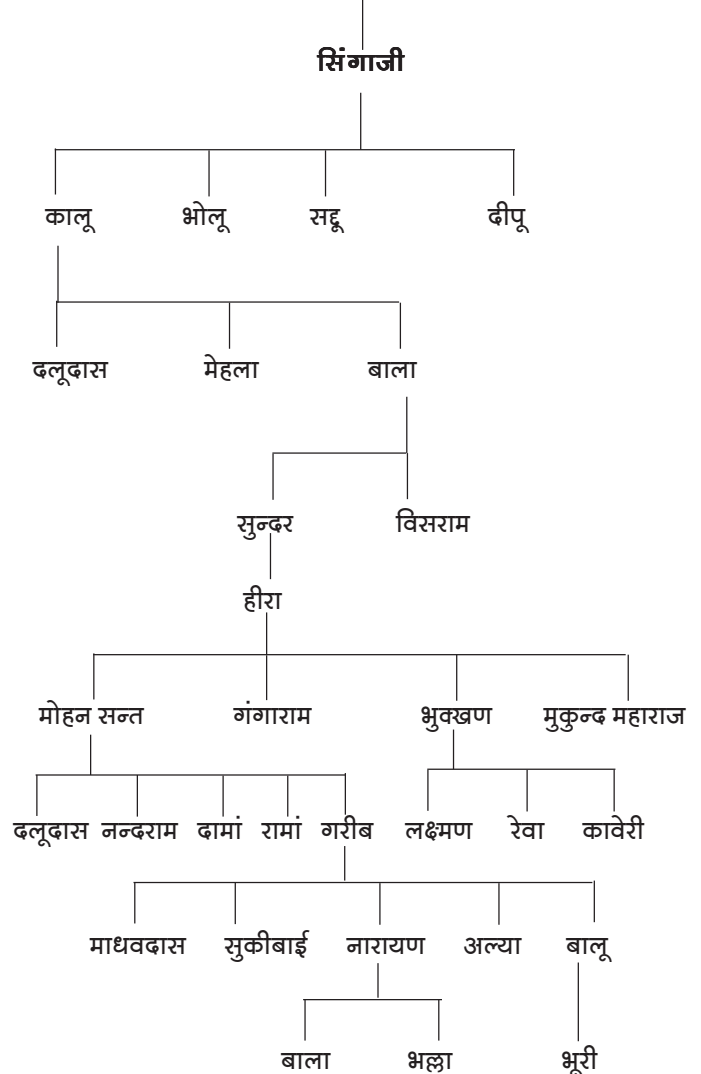 सिंगाजी
कालू भोलू सद्दू दीपू
दलूदास मेहला बाला
सुन्दर विसराम
हीरा
मोहन सन्त गंगाराम भुक्खण मुकुन्द महाराज
दलूदास नन्दराम दामां रामां गरीब लक्ष्मण रेवा कावेरी
माधवदास सुकीबाई नारायण अल्या बालू
बाला भल्ला भूरी